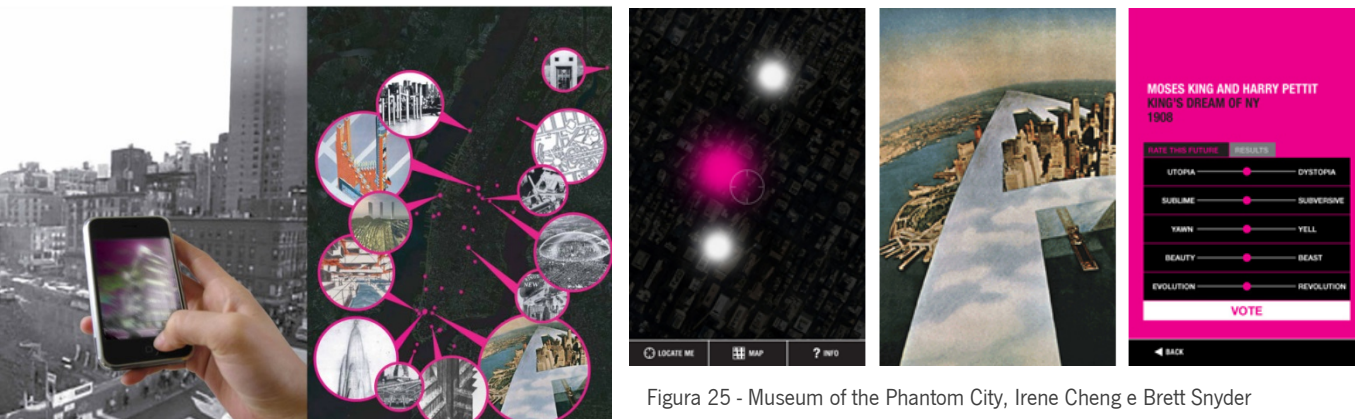 NEW
LOCATE ME
MAP
? INFO
MOSES KING AND HARRY PETTIT
KING'S DREAM OF NY
1908
RATE THIS FUTURE RESULTS
UTOPIA DYSTOPIA
SUBLIME SUBVERSIVE
YAWN YELL
BEAUTY BEAST
EVOLUTION REVOLUTION
VOTE
BACK
Figura 25 - Museum of the Phantom City, Irene Cheng e Brett Snyder